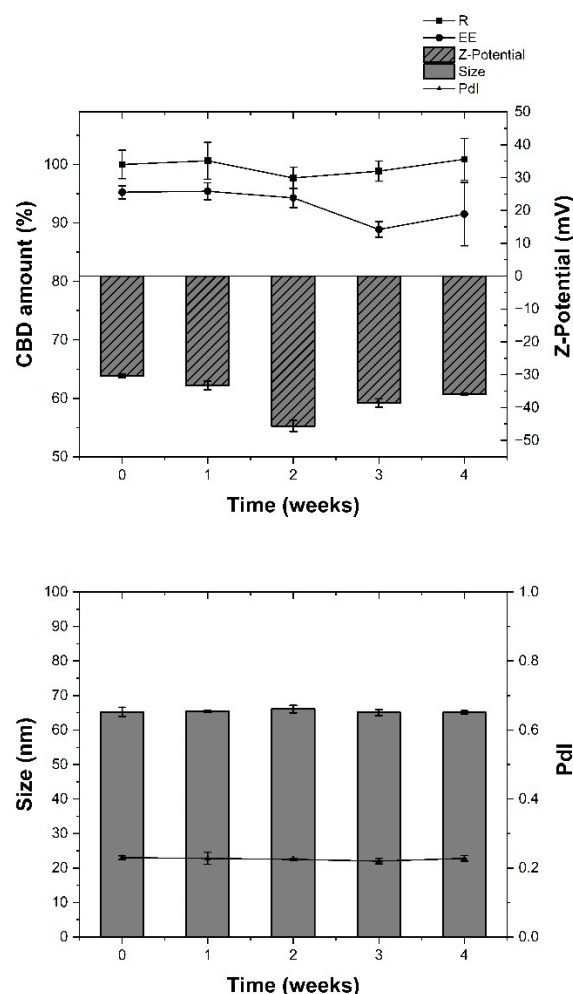 R
EE
Z-Potential
Size
PdI
CBD amount (%)
100
90
80
70
60
50
50
40
30
20
10
0
−10
−20
−30
−40
−50
Z-Potential (mV)
0 1 2 3 4
Time (weeks)
Size (nm)
100
90
80
70
60
50
40
30
20
10
0
1.0
0.8
0.6
0.4
0.2
0.0
PdI
0 1 2 3 4
Time (weeks)